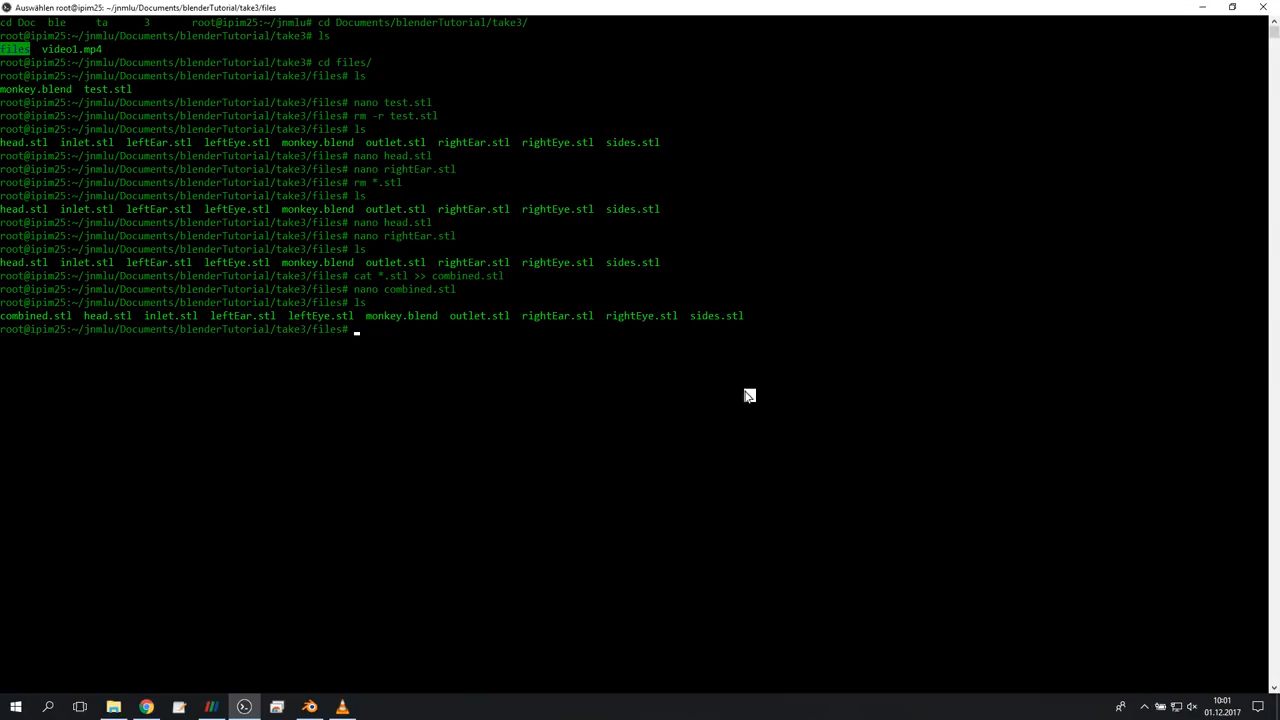 Auswählen root@ipim25: ~/jnmlu/Documents/blenderTutorial/take3/files
cd Doc  ble     ta      3       root@ipim25:~/jnmlu# cd Documents/blenderTutorial/take3/
root@ipim25:~/jnmlu/Documents/blenderTutorial/take3# ls
files  video1.mp4
root@ipim25:~/jnmlu/Documents/blenderTutorial/take3# cd files/
root@ipim25:~/jnmlu/Documents/blenderTutorial/take3/files# ls
monkey.blend  test.stl
root@ipim25:~/jnmlu/Documents/blenderTutorial/take3/files# nano test.stl
root@ipim25:~/jnmlu/Documents/blenderTutorial/take3/files# rm -r test.stl
root@ipim25:~/jnmlu/Documents/blenderTutorial/take3/files# ls
head.stl  inlet.stl  leftEar.stl  leftEye.stl  monkey.blend  outlet.stl  rightEar.stl  rightEye.stl  sides.stl
root@ipim25:~/jnmlu/Documents/blenderTutorial/take3/files# nano head.stl
root@ipim25:~/jnmlu/Documents/blenderTutorial/take3/files# nano rightEar.stl
root@ipim25:~/jnmlu/Documents/blenderTutorial/take3/files# rm *.stl
root@ipim25:~/jnmlu/Documents/blenderTutorial/take3/files# ls
head.stl  inlet.stl  leftEar.stl  leftEye.stl  monkey.blend  outlet.stl  rightEar.stl  rightEye.stl  sides.stl
root@ipim25:~/jnmlu/Documents/blenderTutorial/take3/files# nano head.stl
root@ipim25:~/jnmlu/Documents/blenderTutorial/take3/files# nano rightEar.stl
root@ipim25:~/jnmlu/Documents/blenderTutorial/take3/files# ls
head.stl  inlet.stl  leftEar.stl  leftEye.stl  monkey.blend  outlet.stl  rightEar.stl  rightEye.stl  sides.stl
root@ipim25:~/jnmlu/Documents/blenderTutorial/take3/files# cat *.stl >> combined.stl
root@ipim25:~/jnmlu/Documents/blenderTutorial/take3/files# nano combined.stl
root@ipim25:~/jnmlu/Documents/blenderTutorial/take3/files# ls
combined.stl  head.stl  inlet.stl  leftEar.stl  leftEye.stl  monkey.blend  outlet.stl  rightEar.stl  rightEye.stl  sides.stl
root@ipim25:~/jnmlu/Documents/blenderTutorial/take3/files#
10:01
01.12.2017